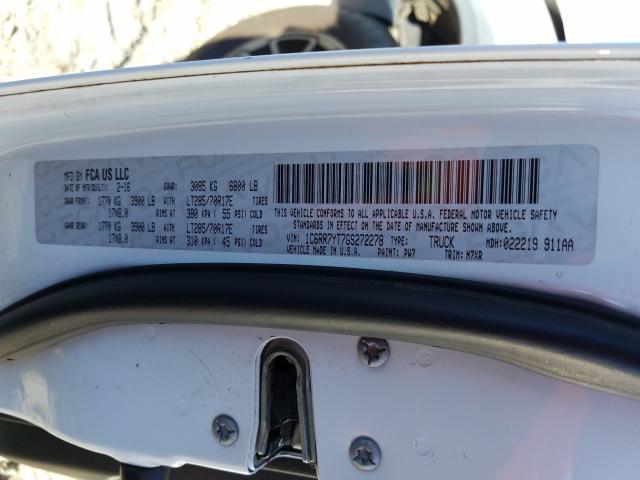 MFD BY FCA US LLC
DATE OF MFR/BUILT: 2-16 GVWR: 3085 KG 6800 LB
GAWR FRONT: 1770 KG 3900 LB WITH LT285/70R17E TIRES
17X8.0 RIMS AT 380 KPA ( 55 PSI) COLD
GAWR REAR: 1770 KG 3900 LB WITH LT285/70R17E TIRES
17X8.0 RIMS AT 310 KPA ( 45 PSI) COLD
THIS VEHICLE CONFORMS TO ALL APPLICABLE U.S.A. FEDERAL MOTOR VEHICLE SAFETY
STANDARDS IN EFFECT ON THE DATE OF MANUFACTURE SHOWN ABOVE.
VIN: 1C6RR7YT7GS272278 TYPE: TRUCK MDH: 022219 911AA
VEHICLE MADE IN U.S.A. PAINT: PW7 TRIM: M7XR